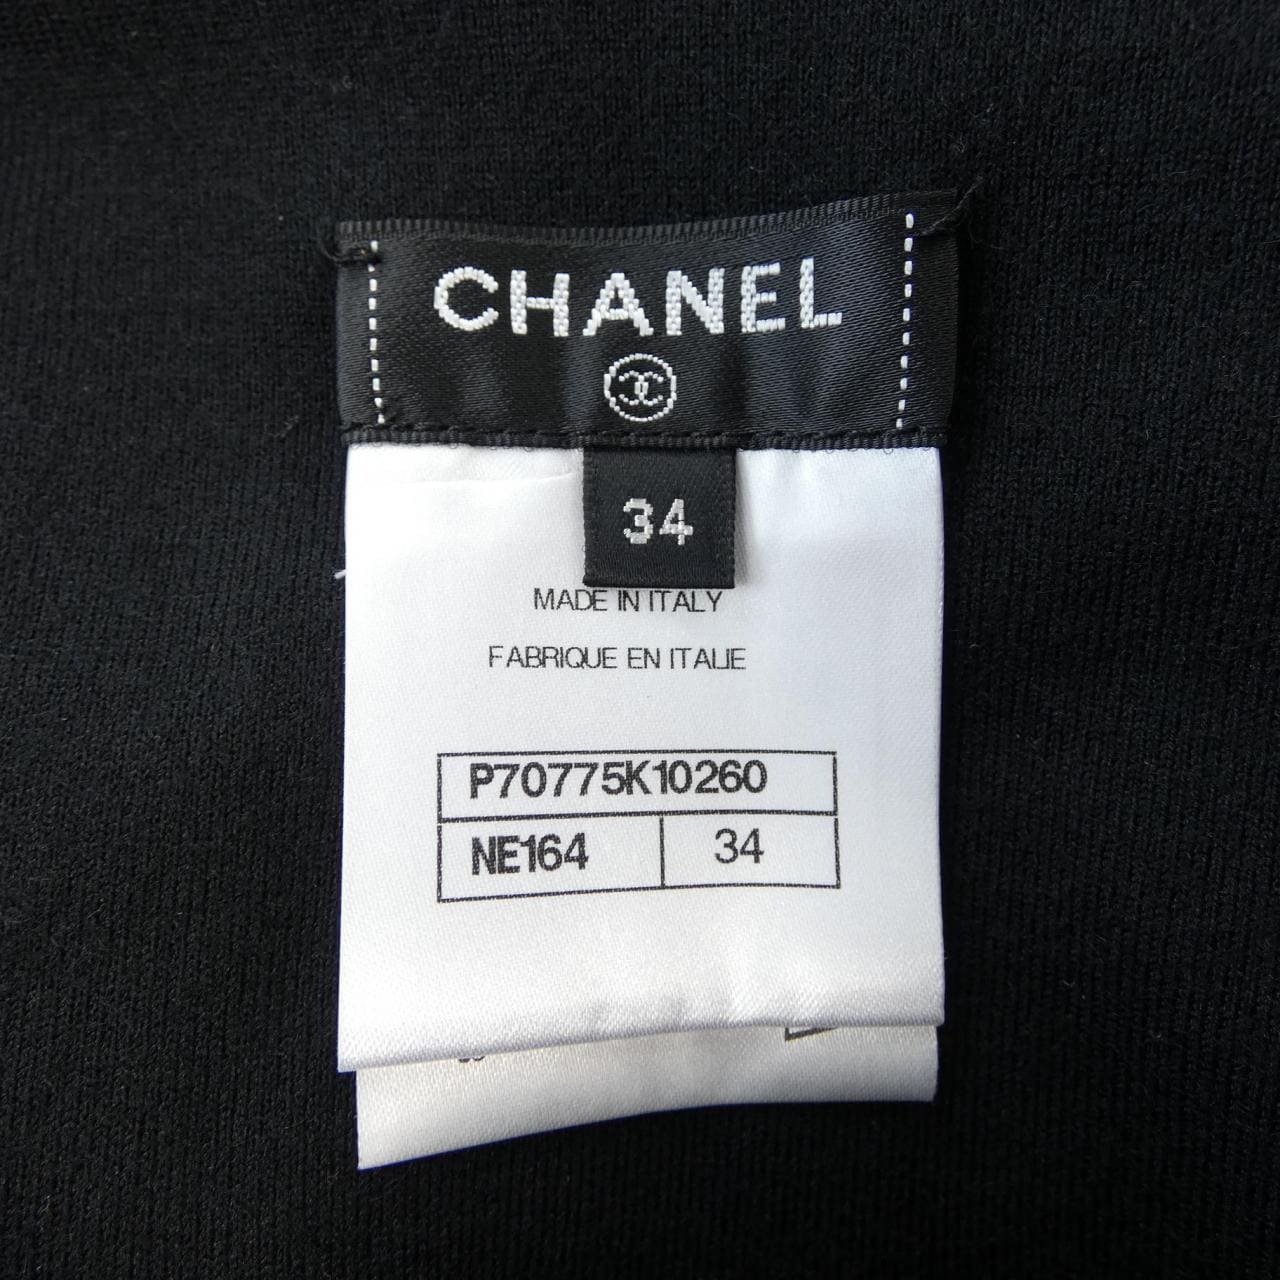 CHANEL
34
MADE IN ITALY
FABRIQUE EN ITALIE
P70775K10260
NE164 34